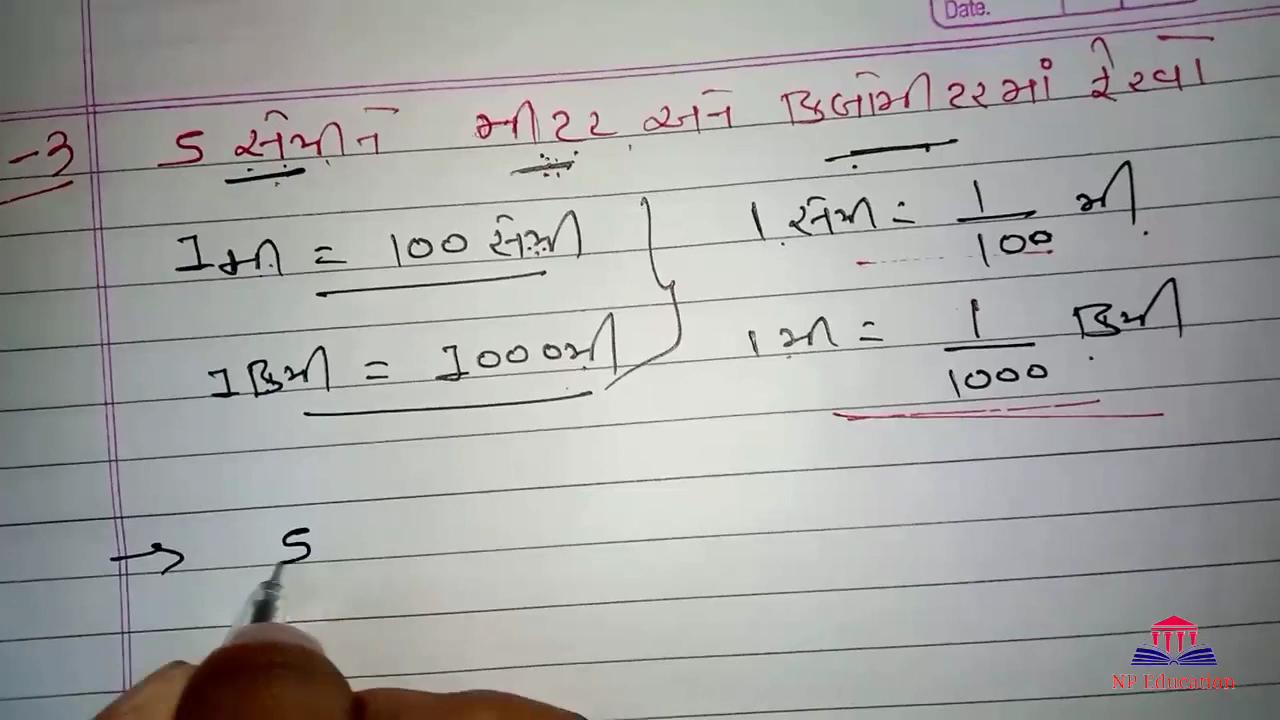 Date.
-3 5 સેમીને મીટર અને કિલોમીટરમાં ફેરવો
1 મી = 100 સેમી 1 સેમી = 1/100 મી
1 કિમી = 1000 મી 1 મી = 1/1000 કિમી
→ 5
NP Education